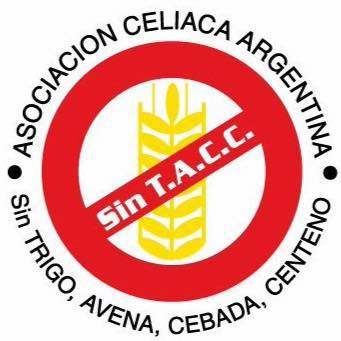 ASOCIACION CELIACA ARGENTINA
Sin T.A.C.C.
Sin TRIGO, AVENA, CEBADA, CENTENO